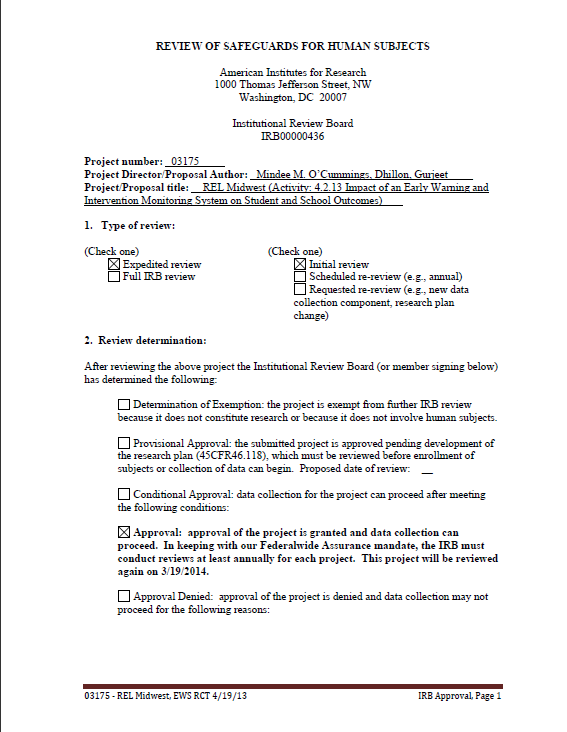 REVIEW OF SAFEGUARDS FOR HUMAN SUBJECTS
American Institutes for Research
1000 Thomas Jefferson Street, NW
Washington, DC 20007
Institutional Review Board
IRB00000436
Project number: 03175
Project Director/Proposal Author: Mindee M. O'Cummings, Dhillon, Gurjeet
Project/Proposal title: REL Midwest (Activity: 4.2.13 Impact of an Early Warning and
Intervention Monitoring System on Student and School Outcomes)
1. Type of review:
(Check one)
☒ Expedited review
☐ Full IRB review
(Check one)
☒ Initial review
☐ Scheduled re-review (e.g., annual)
☐ Requested re-review (e.g., new data
collection component, research plan
change)
2. Review determination:
After reviewing the above project the Institutional Review Board (or member signing below)
has determined the following:
☐ Determination of Exemption: the project is exempt from further IRB review
because it does not constitute research or because it does not involve human subjects.
☐ Provisional Approval: the submitted project is approved pending development of
the research plan (45CFR46.118), which must be reviewed before enrollment of
subjects or collection of data can begin. Proposed date of review: __
☐ Conditional Approval: data collection for the project can proceed after meeting
the following conditions:
☒ Approval: approval of the project is granted and data collection can
proceed. In keeping with our Federalwide Assurance mandate, the IRB must
conduct reviews at least annually for each project. This project will be reviewed
again on 3/19/2014.
☐ Approval Denied: approval of the project is denied and data collection may not
proceed for the following reasons:
03175 - REL Midwest, EWS RCT 4/19/13 IRB Approval, Page 1